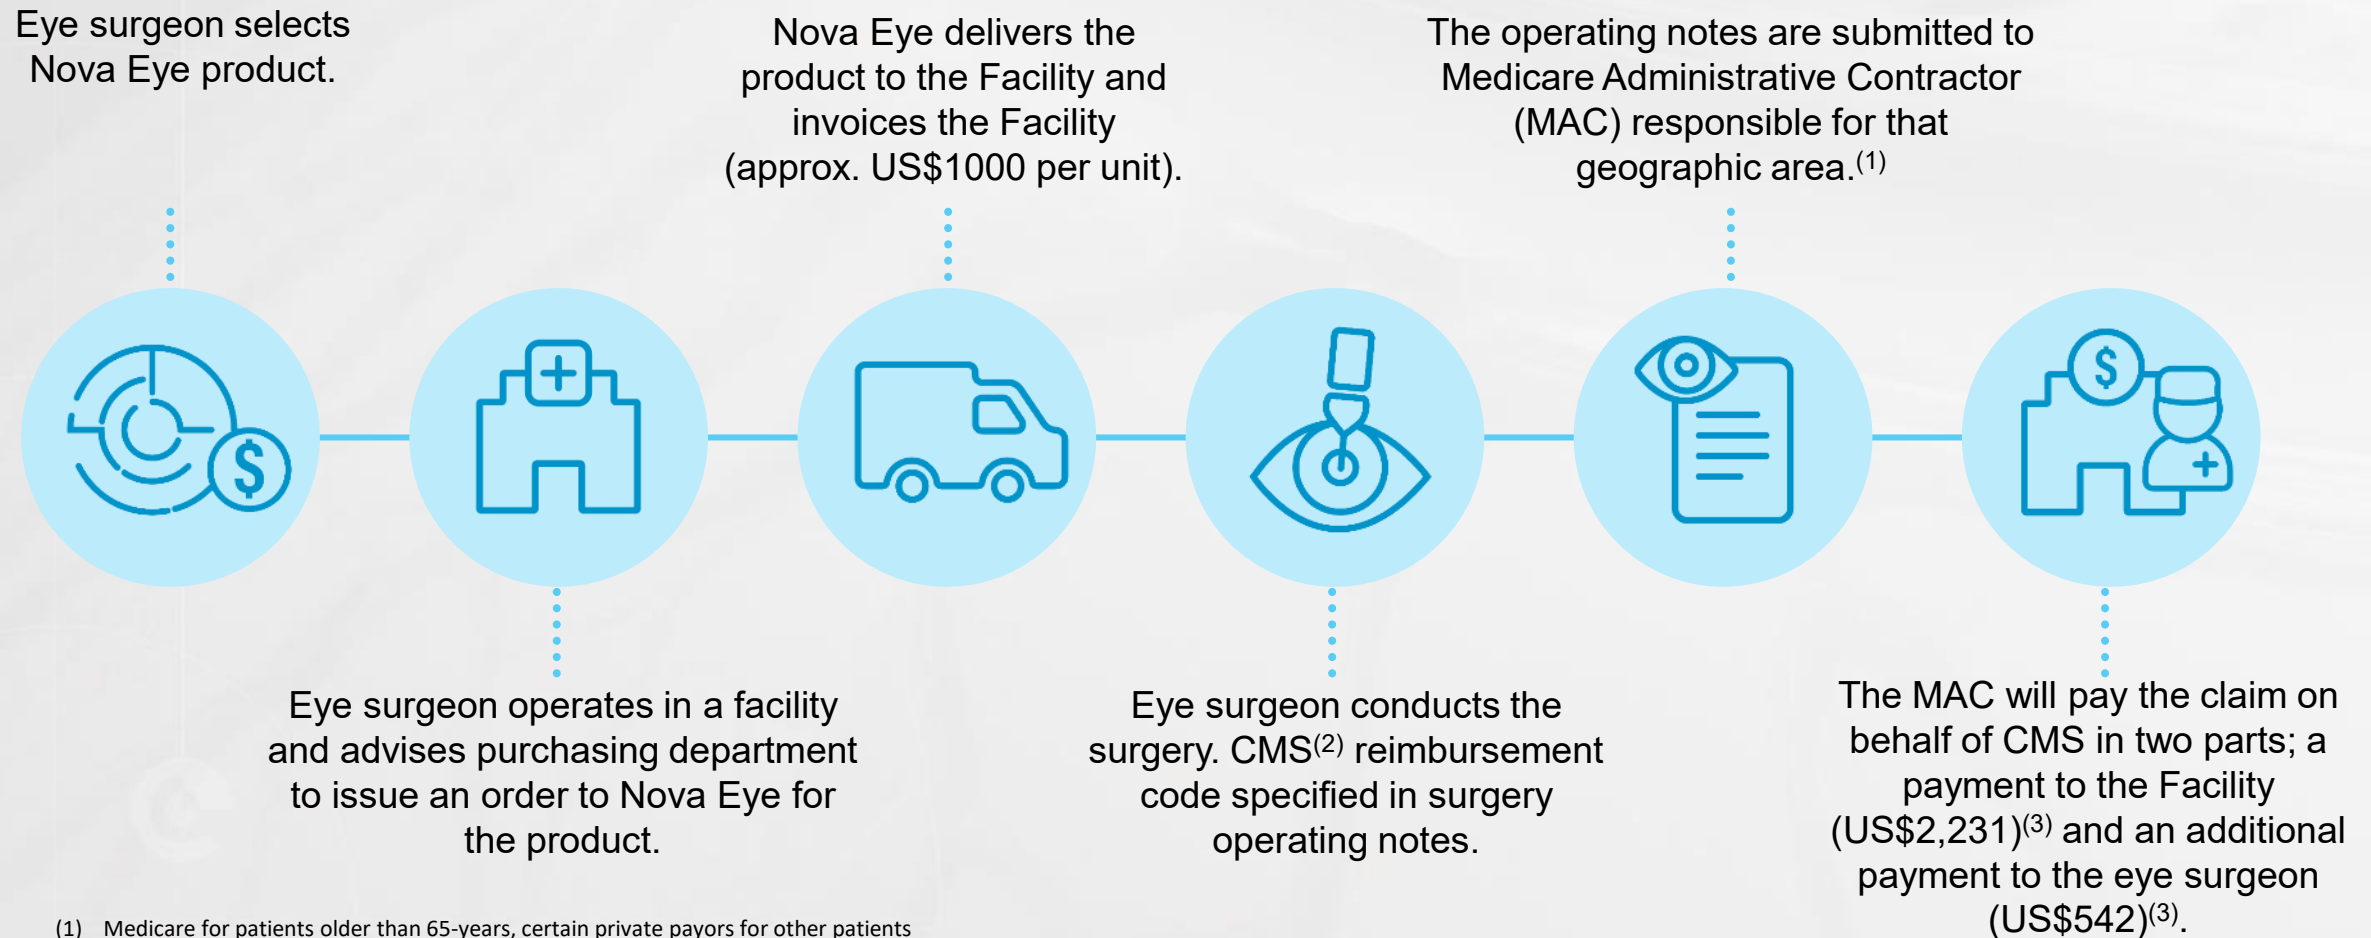 Eye surgeon selects
Nova Eye product.
Eye surgeon operates in a facility
and advises purchasing department
to issue an order to Nova Eye for
the product.
Nova Eye delivers the
product to the Facility and
invoices the Facility
(approx. US$1000 per unit).
Eye surgeon conducts the
surgery. CMS(2) reimbursement
code specified in surgery
operating notes.
The operating notes are submitted to
Medicare Administrative Contractor
(MAC) responsible for that
geographic area.(1)
$
$
The MAC will pay the claim on
behalf of CMS in two parts; a
payment to the Facility
(US$2,231)(3) and an additional
payment to the eye surgeon
(US$542)(3).
(1) Medicare for patients older than 65-years, certain private payors for other patients